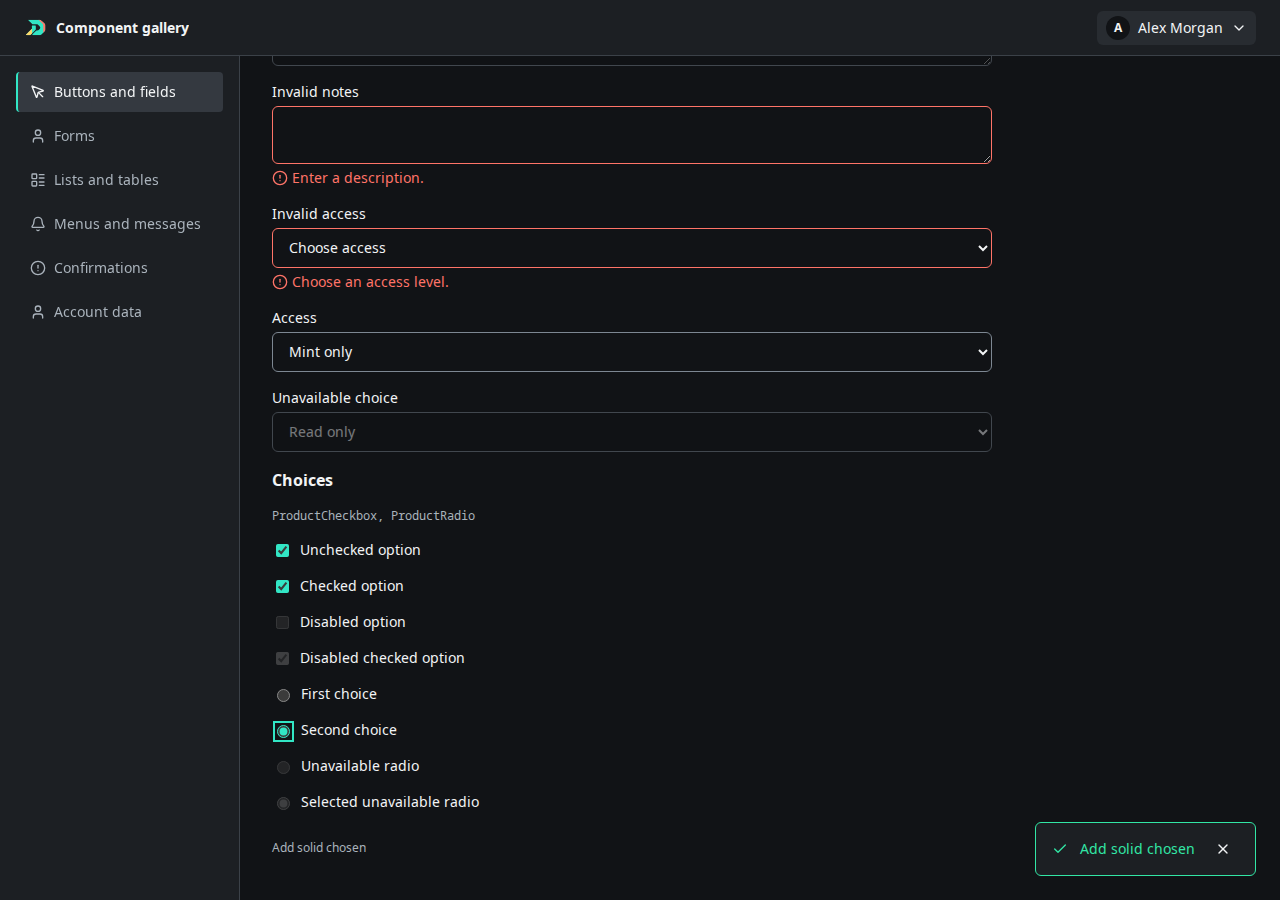 Component gallery
A Alex Morgan
Buttons and fields
Forms
Lists and tables
Menus and messages
Confirmations
Account data
Invalid notes
Enter a description.
Invalid access
Choose access
Choose an access level.
Access
Mint only
Unavailable choice
Read only
Choices
ProductCheckbox, ProductRadio
Unchecked option
Checked option
Disabled option
Disabled checked option
First choice
Second choice
Unavailable radio
Selected unavailable radio
Add solid chosen
Add solid chosen